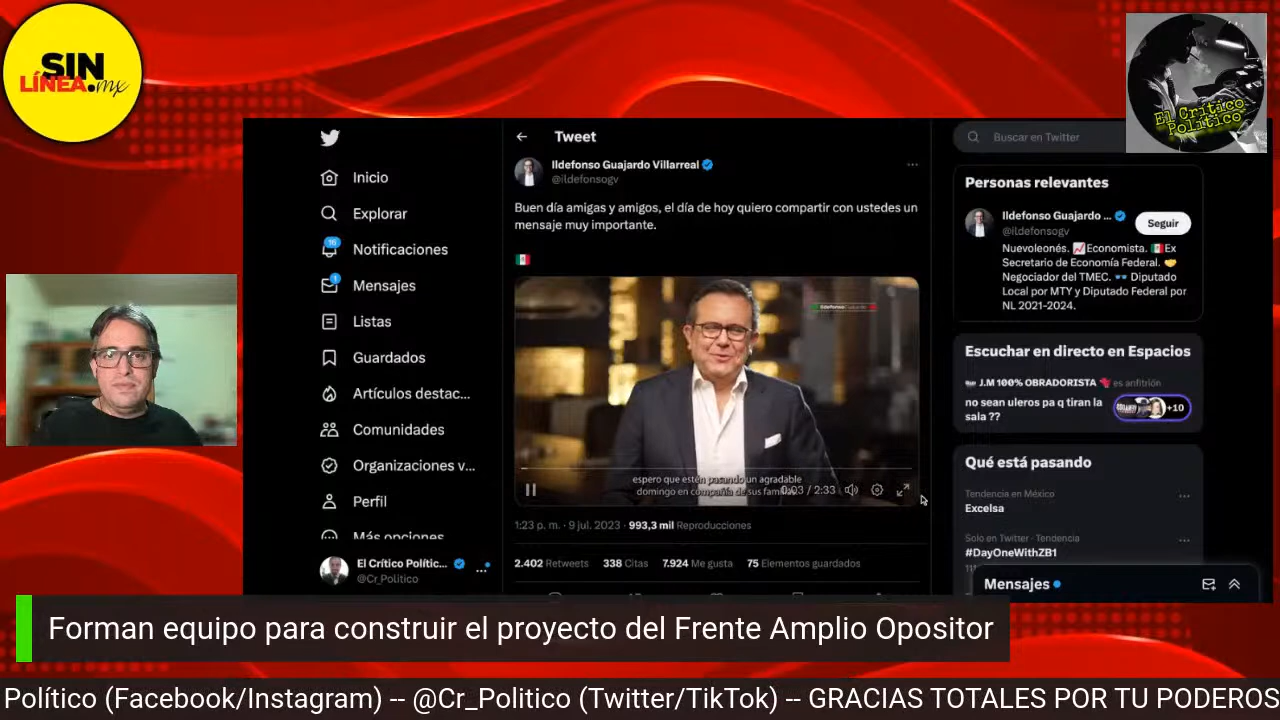 SIN
LÍNEA.mx
El Crítico
Político
Tweet
Buscar en Twitter
Inicio
Explorar
16
Notificaciones
1
Mensajes
Listas
Guardados
Artículos destac...
Comunidades
Organizaciones v...
Perfil
Más opciones
El Crítico Polític...
@Cr_Politico
Ildefonso Guajardo Villarreal
@ildefonsogv
Buen día amigas y amigos, el día de hoy quiero compartir con ustedes un
mensaje muy importante.
espero que estén pasando un agradable
domingo en compañía de sus familias
0:03 / 2:33
1:23 p. m. · 9 jul. 2023 · 993,3 mil Reproducciones
2.402 Retweets 338 Citas 7.924 Me gusta 75 Elementos guardados
Personas relevantes
Ildefonso Guajardo ...
@ildefonsogv
Seguir
Nuevoleonés. Economista. Ex
Secretario de Economía Federal.
Negociador del TMEC. Diputado
Local por MTY y Diputado Federal por
NL 2021-2024.
Escuchar en directo en Espacios
J.M 100% OBRADORISTA es anfitrión
no sean uleros pa q tiran la
sala ??
+10
Qué está pasando
Tendencia en México
Excelsa
Solo en Twitter · Tendencia
#DayOneWithZB1
Mensajes
Forman equipo para construir el proyecto del Frente Amplio Opositor
Político (Facebook/Instagram) -- @Cr_Politico (Twitter/TikTok) -- GRACIAS TOTALES POR TU PODEROS